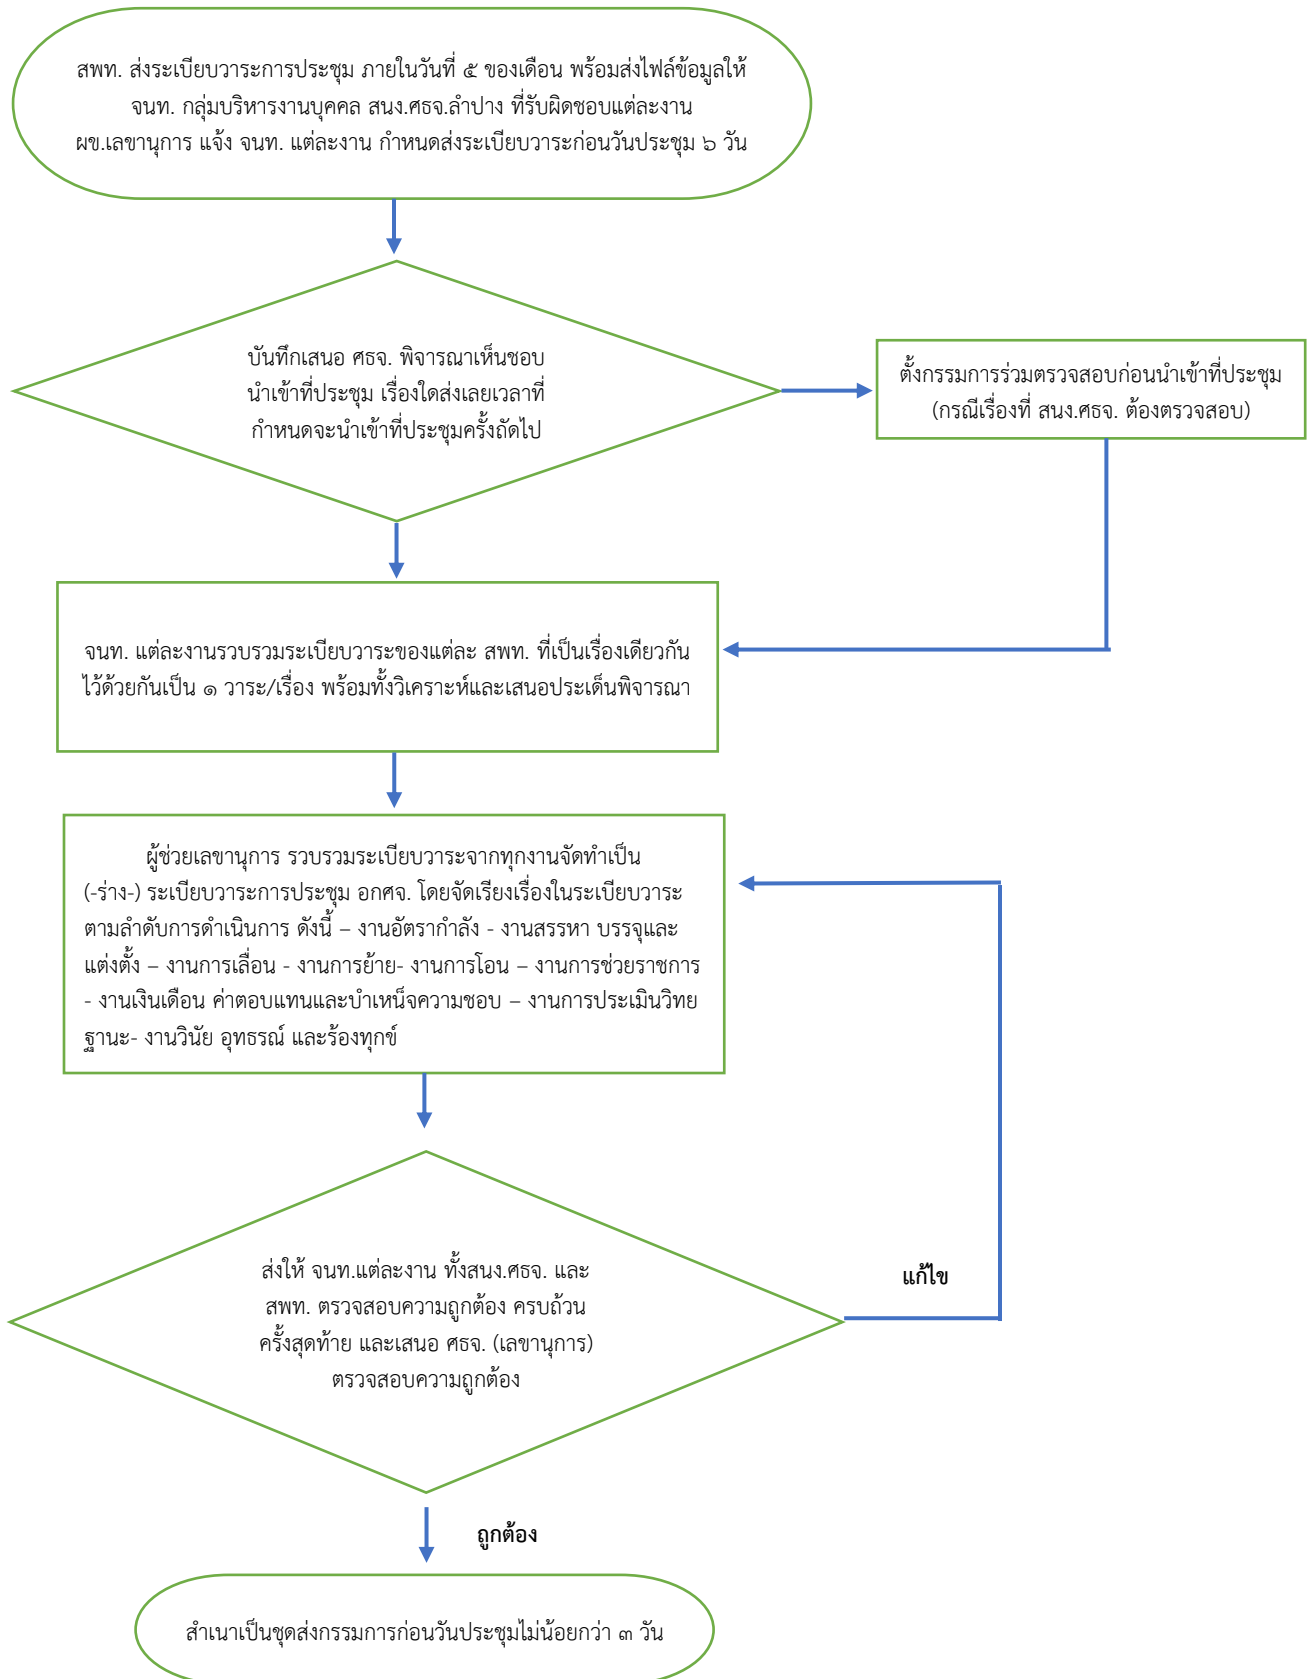 สพท. ส่งระเบียบวาระการประชุม ภายในวันที่ ๕ ของเดือน พร้อมส่งไฟล์ข้อมูลให้
จนท. กลุ่มบริหารงานบุคคล สนง.ศธจ.ลำปาง ที่รับผิดชอบแต่ละงาน
ผช.เลขานุการ แจ้ง จนท. แต่ละงาน กำหนดส่งระเบียบวาระก่อนวันประชุม ๖ วัน
บันทึกเสนอ ศธจ. พิจารณาเห็นชอบ
นำเข้าที่ประชุม เรื่องใดส่งเลยเวลาที่
กำหนดจะนำเข้าที่ประชุมครั้งถัดไป
ตั้งกรรมการร่วมตรวจสอบก่อนนำเข้าที่ประชุม
(กรณีเรื่องที่ สนง.ศธจ. ต้องตรวจสอบ)
จนท. แต่ละงานรวบรวมระเบียบวาระของแต่ละ สพท. ที่เป็นเรื่องเดียวกัน
ไว้ด้วยกันเป็น ๑ วาระ/เรื่อง พร้อมทั้งวิเคราะห์และเสนอประเด็นพิจารณา
ผู้ช่วยเลขานุการ รวบรวมระเบียบวาระจากทุกงานจัดทำเป็น
(-ร่าง-) ระเบียบวาระการประชุม อกศจ. โดยจัดเรียงเรื่องในระเบียบวาระ
ตามลำดับการดำเนินการ ดังนี้ – งานอัตรากำลัง - งานสรรหา บรรจุและ
แต่งตั้ง – งานการเลื่อน - งานการย้าย- งานการโอน – งานการช่วยราชการ
- งานเงินเดือน ค่าตอบแทนและบำเหน็จความชอบ – งานการประเมินวิทย
ฐานะ- งานวินัย อุทธรณ์ และร้องทุกข์
ส่งให้ จนท.แต่ละงาน ทั้งสนง.ศธจ. และ
สพท. ตรวจสอบความถูกต้อง ครบถ้วน
ครั้งสุดท้าย และเสนอ ศธจ. (เลขานุการ)
ตรวจสอบความถูกต้อง
แก้ไข
ถูกต้อง
สำเนาเป็นชุดส่งกรรมการก่อนวันประชุมไม่น้อยกว่า ๓ วัน